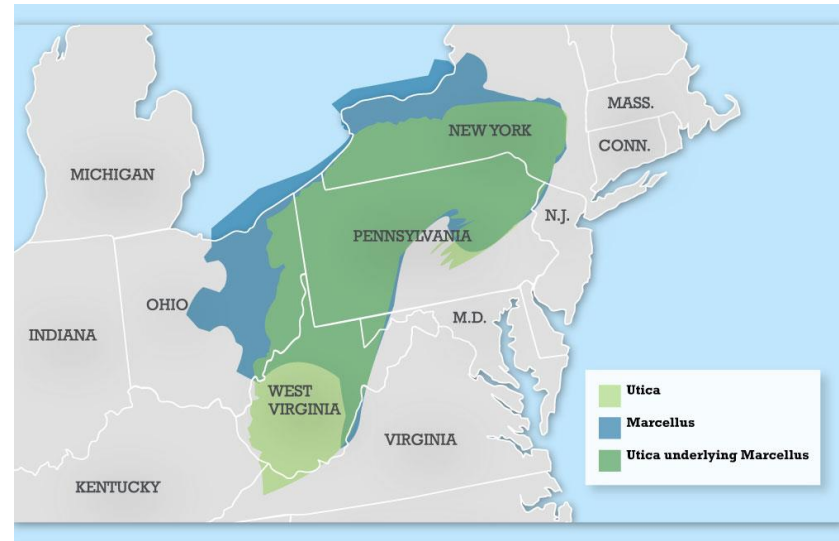 MASS.
NEW YORK
CONN.
MICHIGAN
N.J.
PENNSYLVANIA
OHIO
M.D.
INDIANA
WEST
VIRGINIA
VIRGINIA
KENTUCKY
Utica
Marcellus
Utica underlying Marcellus